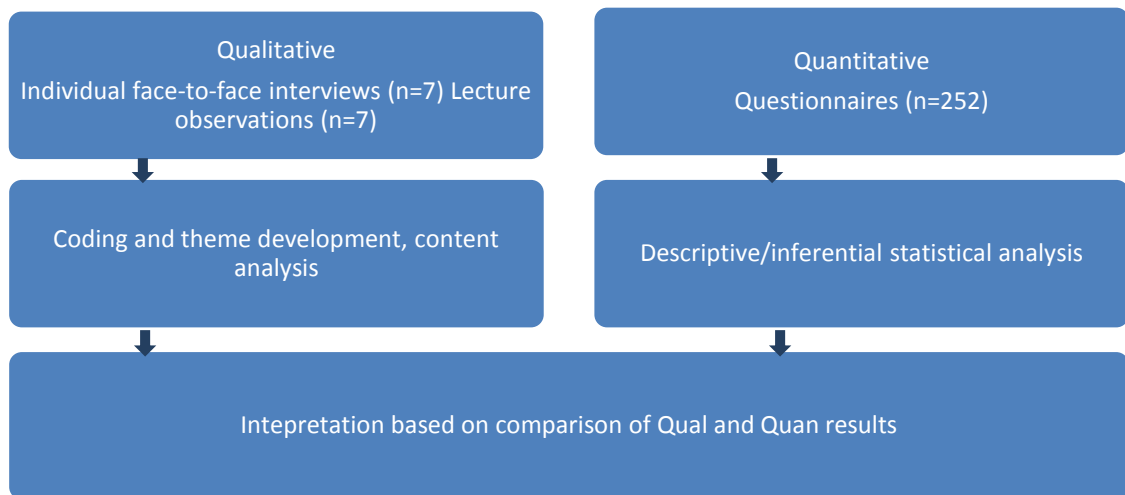 Qualitative
Individual face-to-face interviews (n=7) Lecture
observations (n=7)
Quantitative
Questionnaires (n=252)
Coding and theme development, content
analysis
Descriptive/inferential statistical analysis
Intepretation based on comparison of Qual and Quan results